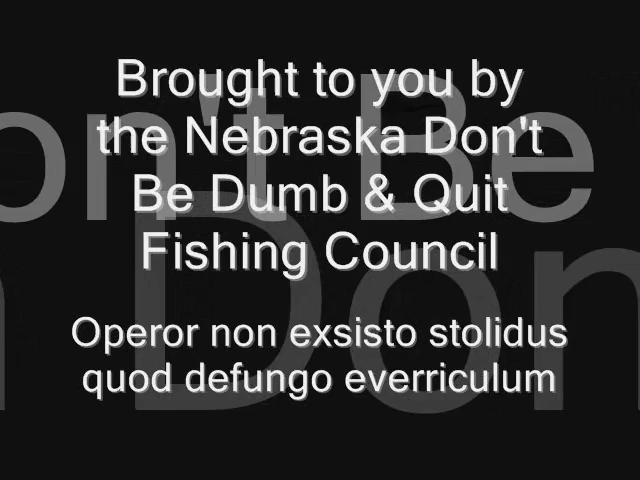 Brought to you by
the Nebraska Don't
Be Dumb & Quit
Fishing Council
Operor non exsisto stolidus
quod defungo everriculum